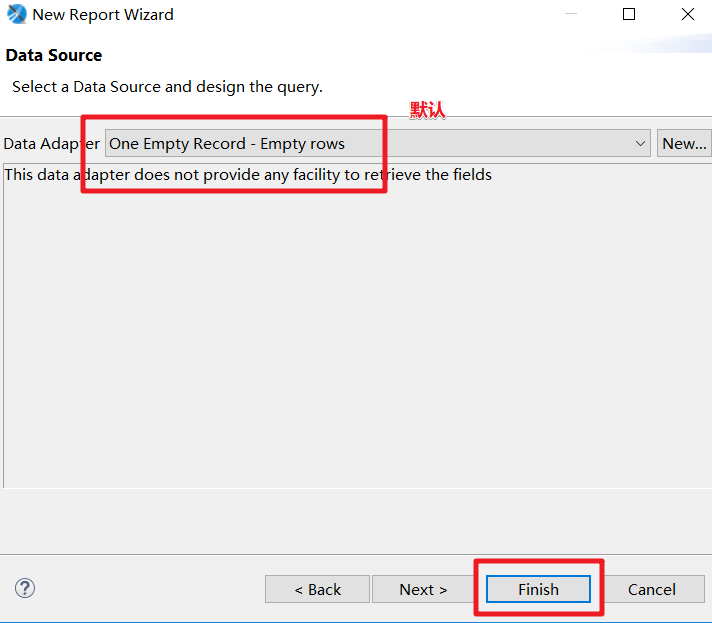 New Report Wizard
Data Source
Select a Data Source and design the query.
默认
Data Adapter One Empty Record - Empty rows New...
This data adapter does not provide any facility to retrieve the fields
? < Back Next > Finish Cancel